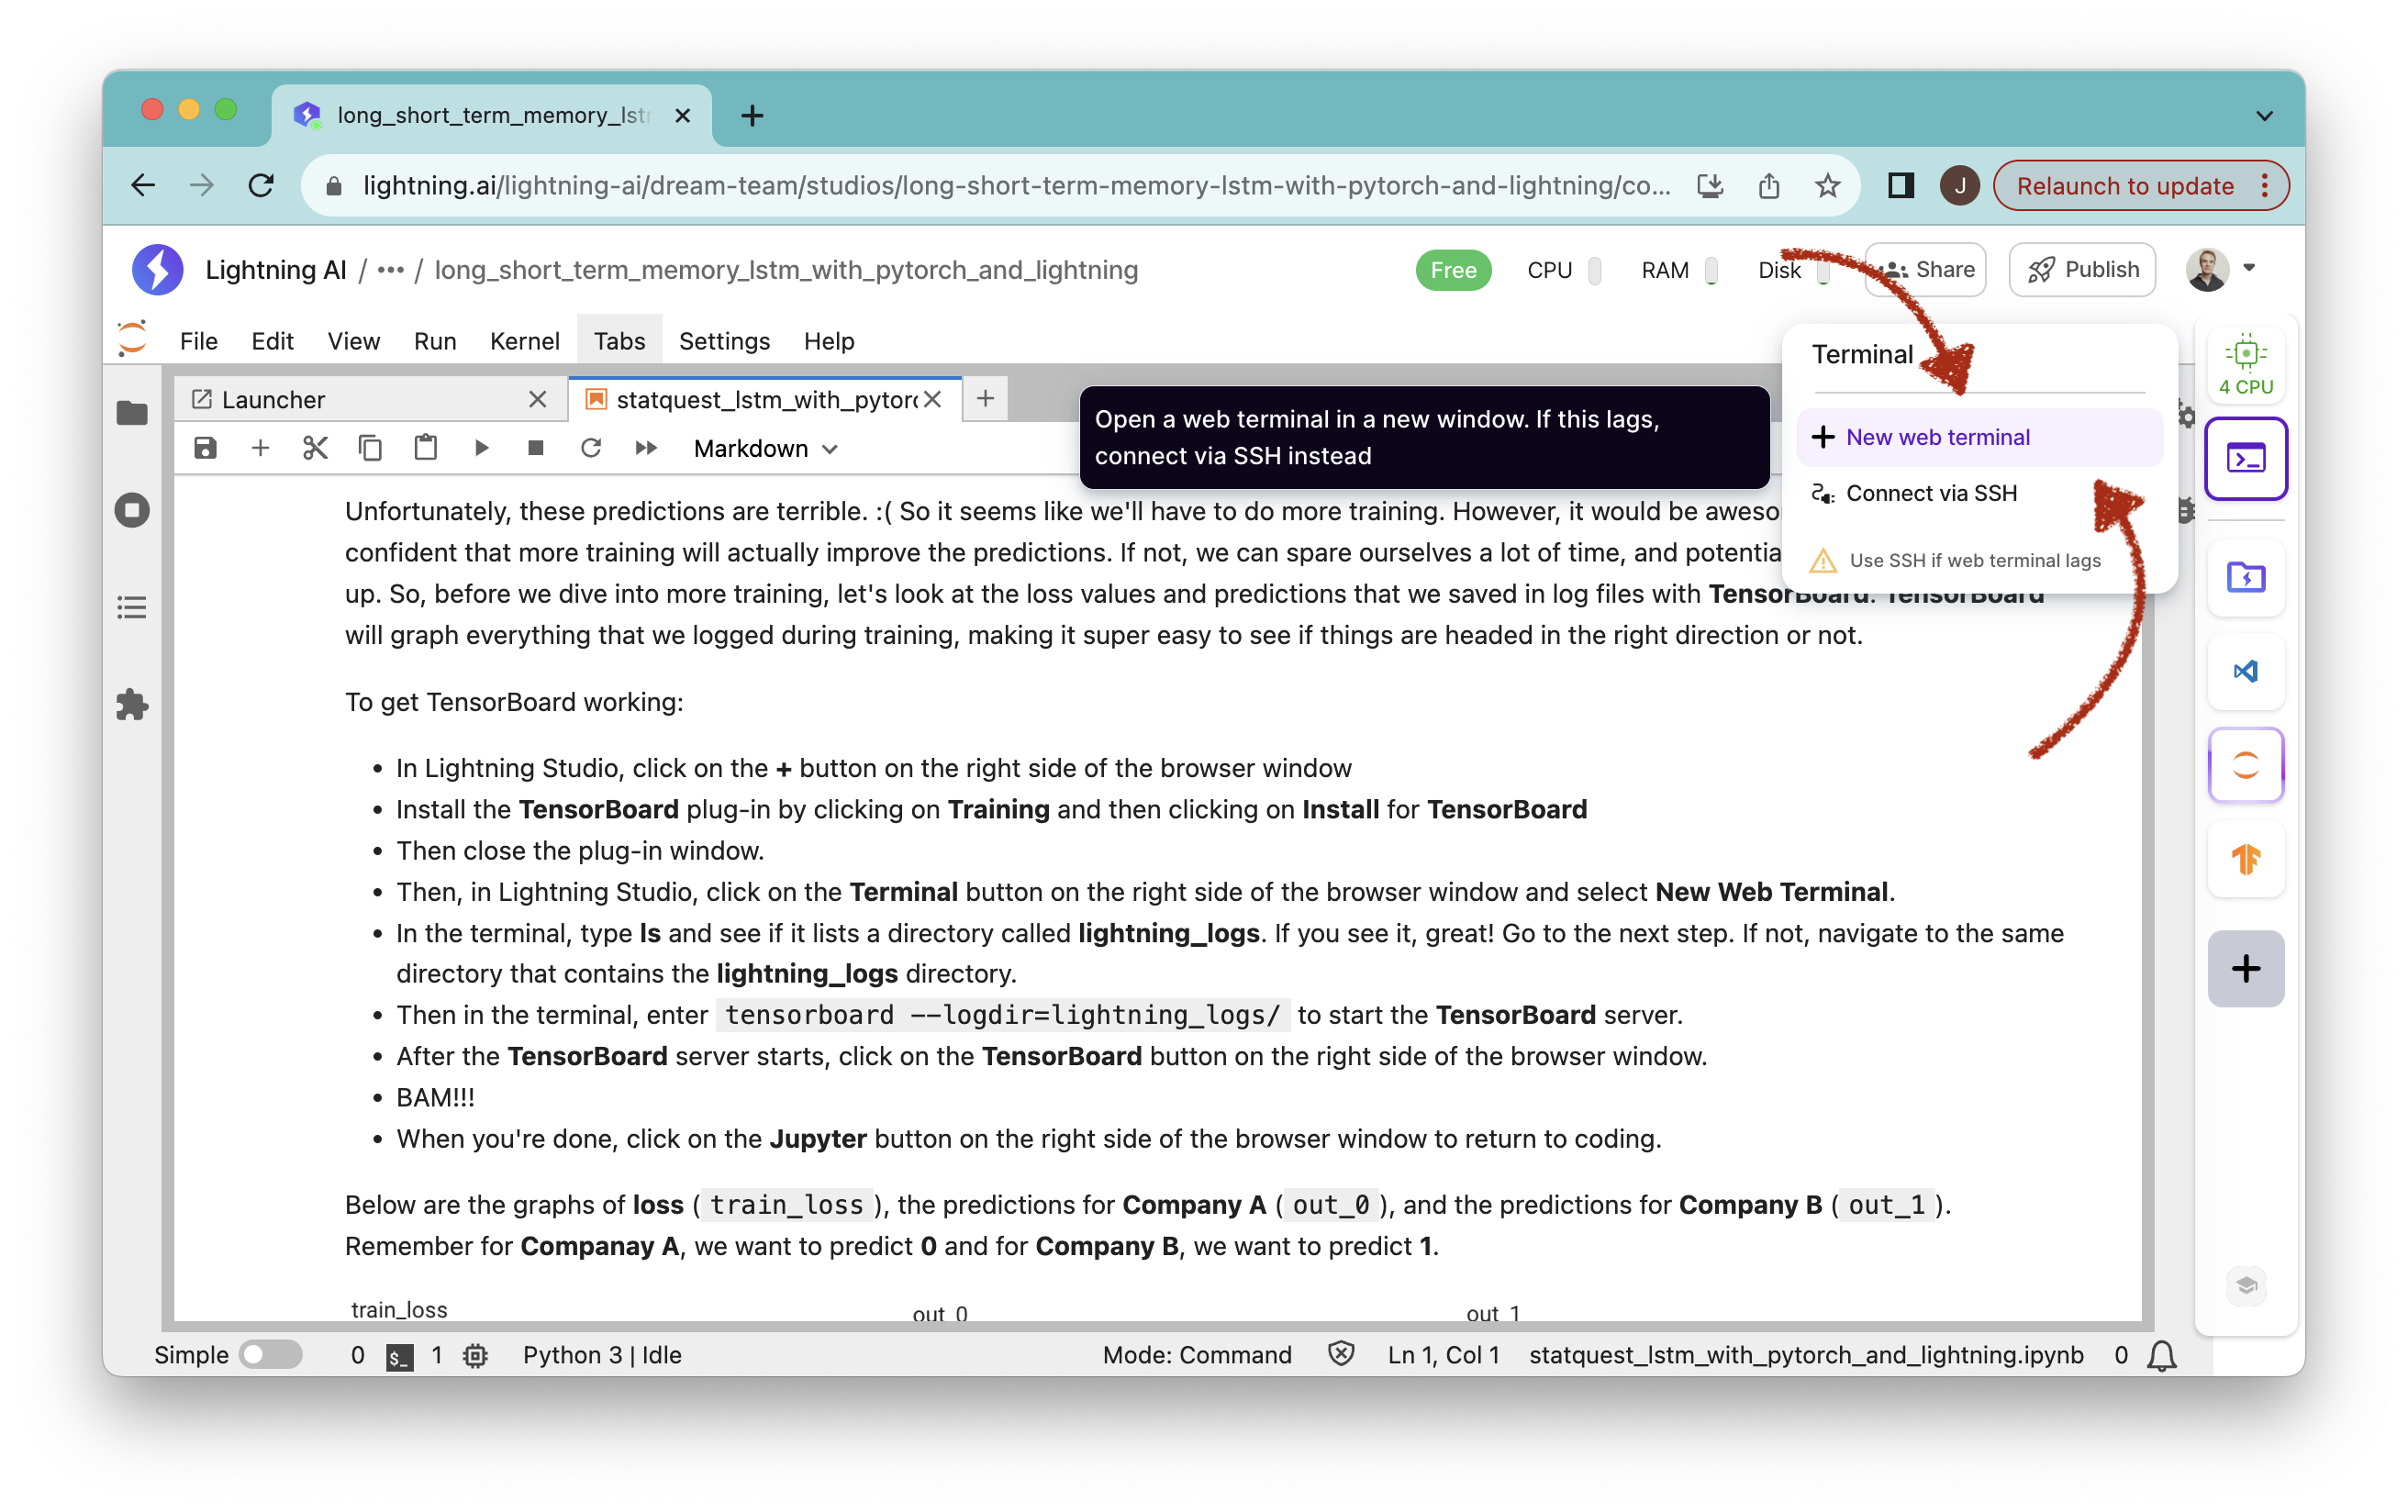 long_short_term_memory_lst
lightning.ai/lightning-ai/dream-team/studios/long-short-term-memory-lstm-with-pytorch-and-lightning/co...
J
Relaunch to update
Lightning AI / ••• / long_short_term_memory_lstm_with_pytorch_and_lightning
Free CPU RAM Disk Share Publish
File Edit View Run Kernel Tabs Settings Help
Terminal
4 CPU
Launcher
statquest_lstm_with_pytorc
Open a web terminal in a new window. If this lags,
connect via SSH instead
New web terminal
Connect via SSH
Use SSH if web terminal lags
Markdown
Unfortunately, these predictions are terrible. :( So it seems like we'll have to do more training. However, it would be aweso
confident that more training will actually improve the predictions. If not, we can spare ourselves a lot of time, and potentia
up. So, before we dive into more training, let's look at the loss values and predictions that we saved in log files with TensorBoard. TensorBoard
will graph everything that we logged during training, making it super easy to see if things are headed in the right direction or not.
To get TensorBoard working:
• In Lightning Studio, click on the + button on the right side of the browser window
• Install the TensorBoard plug-in by clicking on Training and then clicking on Install for TensorBoard
• Then close the plug-in window.
• Then, in Lightning Studio, click on the Terminal button on the right side of the browser window and select New Web Terminal.
• In the terminal, type ls and see if it lists a directory called lightning_logs. If you see it, great! Go to the next step. If not, navigate to the same
directory that contains the lightning_logs directory.
• Then in the terminal, enter tensorboard --logdir=lightning_logs/ to start the TensorBoard server.
• After the TensorBoard server starts, click on the TensorBoard button on the right side of the browser window.
• BAM!!!
• When you're done, click on the Jupyter button on the right side of the browser window to return to coding.
Below are the graphs of loss ( train_loss ), the predictions for Company A ( out_0 ), and the predictions for Company B ( out_1 ).
Remember for Companay A, we want to predict 0 and for Company B, we want to predict 1.
train_loss out_0 out_1
Simple 0 $_ 1 Python 3 | Idle Mode: Command Ln 1, Col 1 statquest_lstm_with_pytorch_and_lightning.ipynb 0